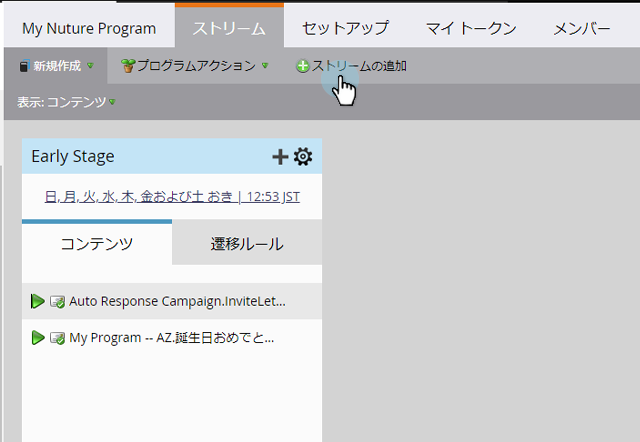 My Nuture Program ストリーム セットアップ マイ トークン メンバー
新規作成 プログラムアクション ストリームの追加
表示: コンテンツ
Early Stage
日, 月, 火, 水, 木, 金および土 おき | 12:53 JST
コンテンツ 遷移ルール
Auto Response Campaign.InviteLet...
My Program -- AZ.誕生日おめでと...